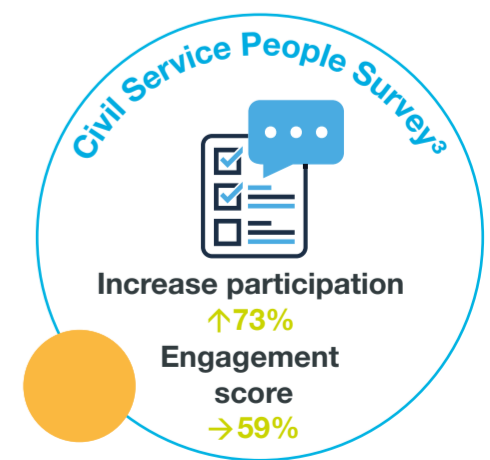 Civil Service People Survey³
Increase participation
↑73%
Engagement
score
→59%